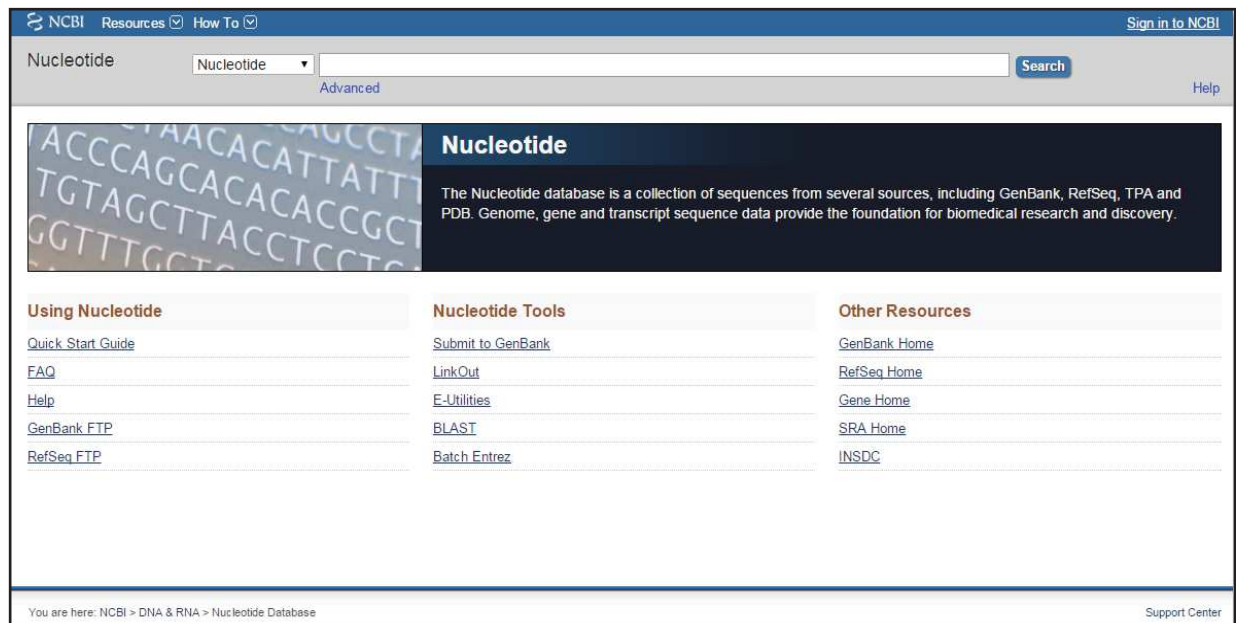 NCBI Resources How To Sign in to NCBI
Nucleotide Nucleotide Search
Advanced Help
ACCCAGCACACATTATTT
TGTAGCTTACCTCCTC
Nucleotide
The Nucleotide database is a collection of sequences from several sources, including GenBank, RefSeq, TPA and
PDB. Genome, gene and transcript sequence data provide the foundation for biomedical research and discovery.
Using Nucleotide Nucleotide Tools Other Resources
Quick Start Guide Submit to GenBank GenBank Home
FAQ LinkOut RefSeq Home
Help E-Utilities Gene Home
GenBank FTP BLAST SRA Home
RefSeq FTP Batch Entrez INSDC
You are here: NCBI > DNA & RNA > Nucleotide Database Support Center